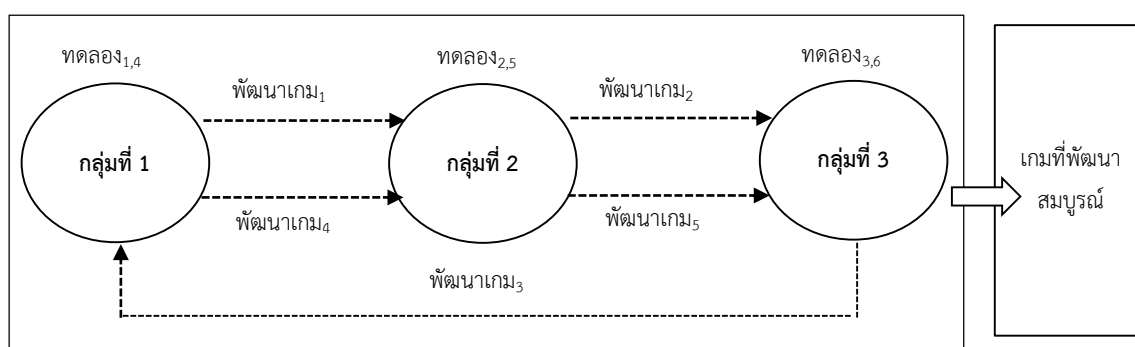 ทดลอง1,4
ทดลอง2,5
ทดลอง3,6
พัฒนาเกม1
พัฒนาเกม2
กลุ่มที่ 1
กลุ่มที่ 2
กลุ่มที่ 3
เกมที่พัฒนา
สมบูรณ์
พัฒนาเกม4
พัฒนาเกม5
พัฒนาเกม3